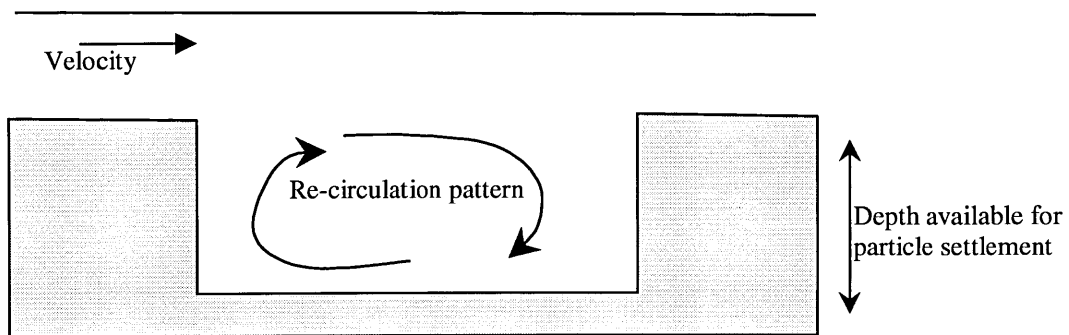 Velocity
Re-circulation pattern
Depth available for
particle settlement